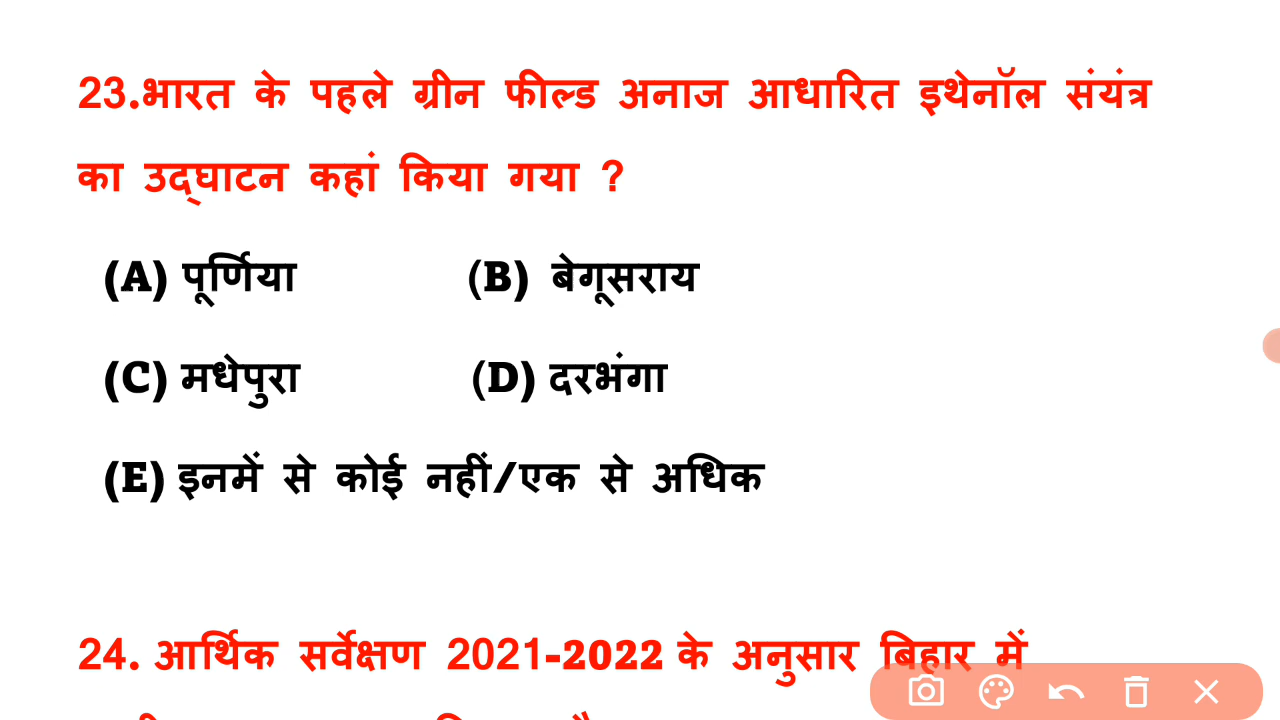 23.भारत के पहले ग्रीन फील्ड अनाज आधारित इथेनॉल संयंत्र
का उद्घाटन कहां किया गया ?
(A) पूर्णिया (B) बेगूसराय
(C) मधेपुरा (D) दरभंगा
(E) इनमें से कोई नहीं/एक से अधिक
24. आर्थिक सर्वेक्षण 2021-2022 के अनुसार बिहार में